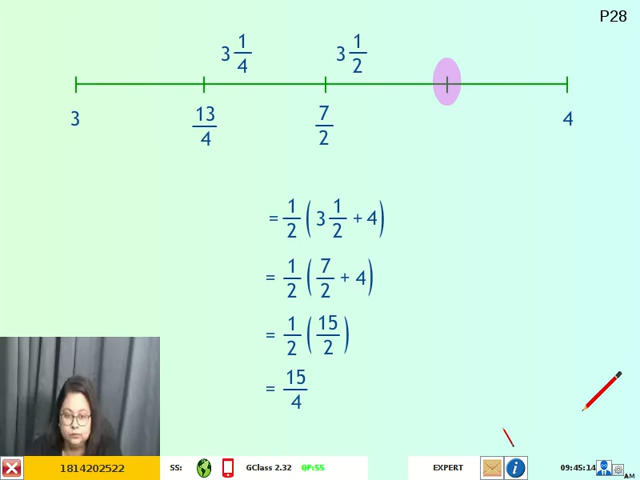 P28
3 1/4 3 1/2
3 13/4 7/2 4
= 1/2 ( 3 1/2 + 4 )
= 1/2 ( 7/2 + 4 )
= 1/2 ( 15/2 )
= 15/4
1814202522 SS: GClass 2.32 QP:55 EXPERT 09:45:14 AM